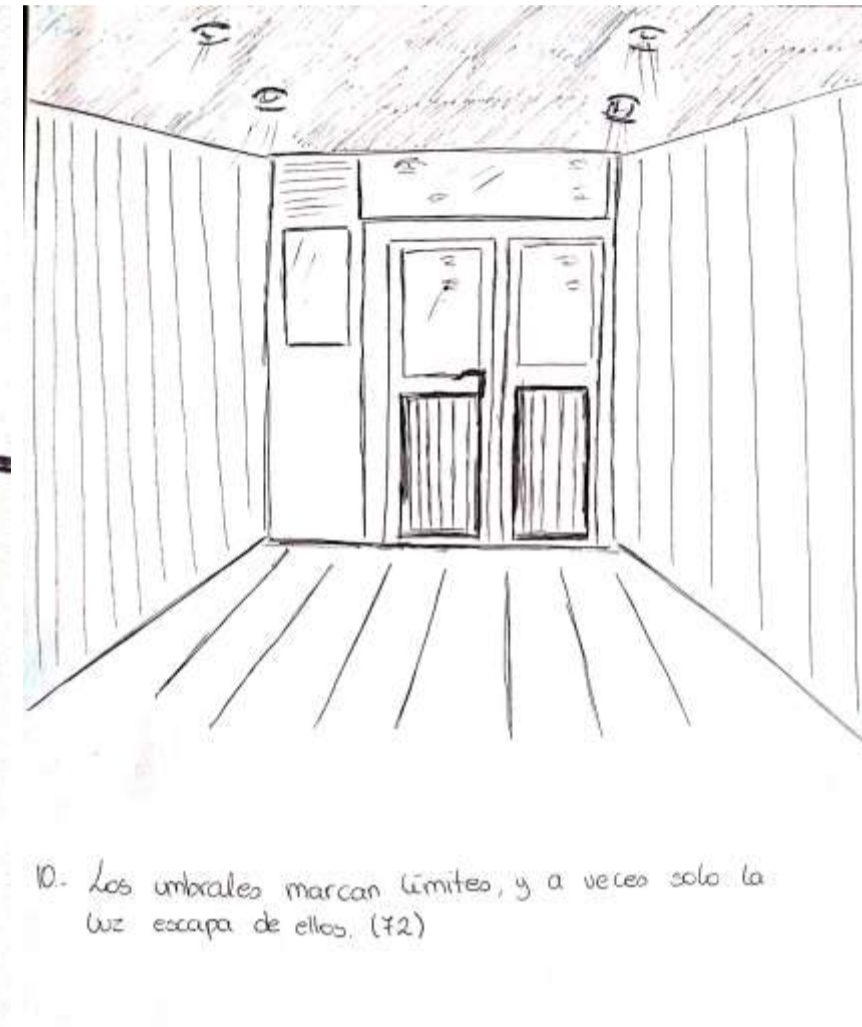 10.- Los umbrales marcan límites, y a veces solo la
luz escapa de ellos. (72)